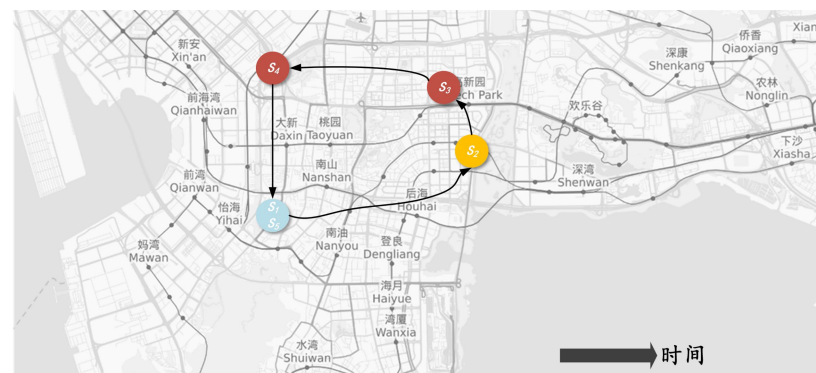 新安
Xin'an
S4
S3
高新园
ech Park
侨香
Qiaoxiang
Xian
深康
Shenkang
农林
Nonglin
前海湾
Qianhaiwan
大新
Daxin
桃园
Taoyuan
欢乐谷
下沙
Xiasha
S2
南山
Nanshan
深湾
Shenwan
前湾
Qianwan
怡海
Yihai
S1
S5
后海
Houhai
妈湾
Mawan
南油
Nanyou
登良
Dengliang
海月
Haiyue
湾厦
Wanxia
水湾
Shuiwan
时间